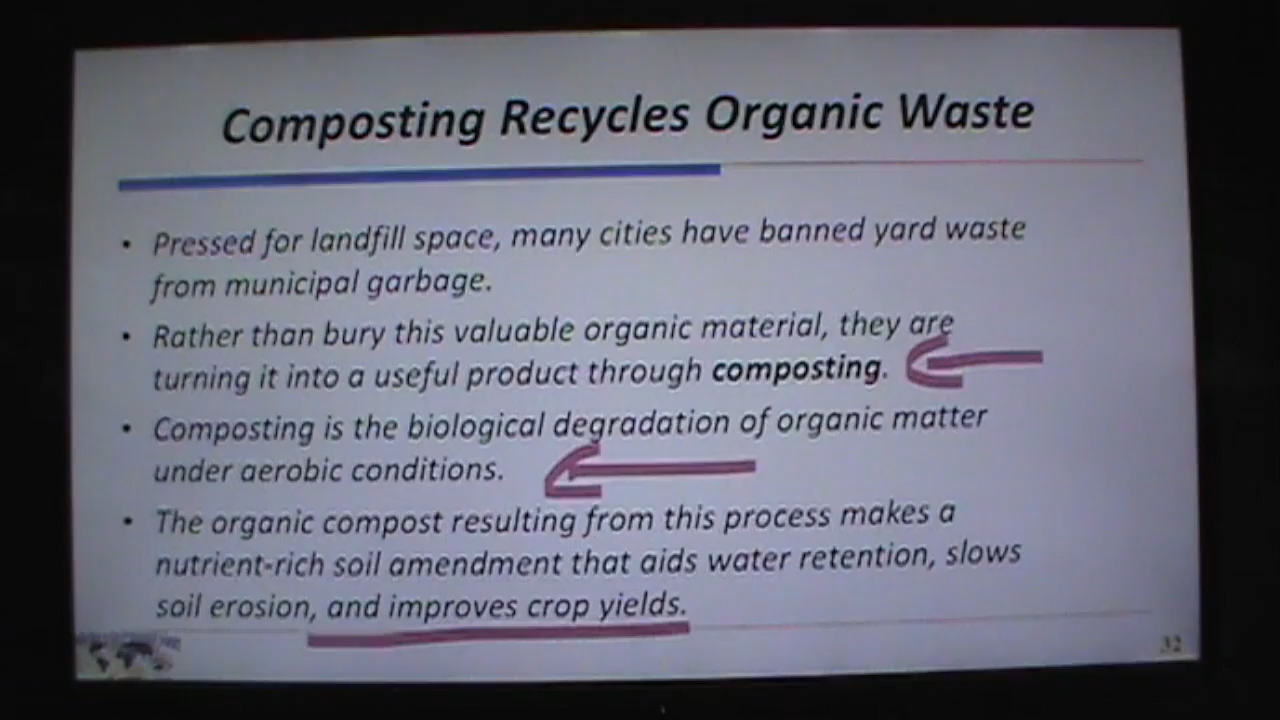 Composting Recycles Organic Waste
• Pressed for landfill space, many cities have banned yard waste
from municipal garbage.
• Rather than bury this valuable organic material, they are
turning it into a useful product through composting.
• Composting is the biological degradation of organic matter
under aerobic conditions.
• The organic compost resulting from this process makes a
nutrient-rich soil amendment that aids water retention, slows
soil erosion, and improves crop yields.
32